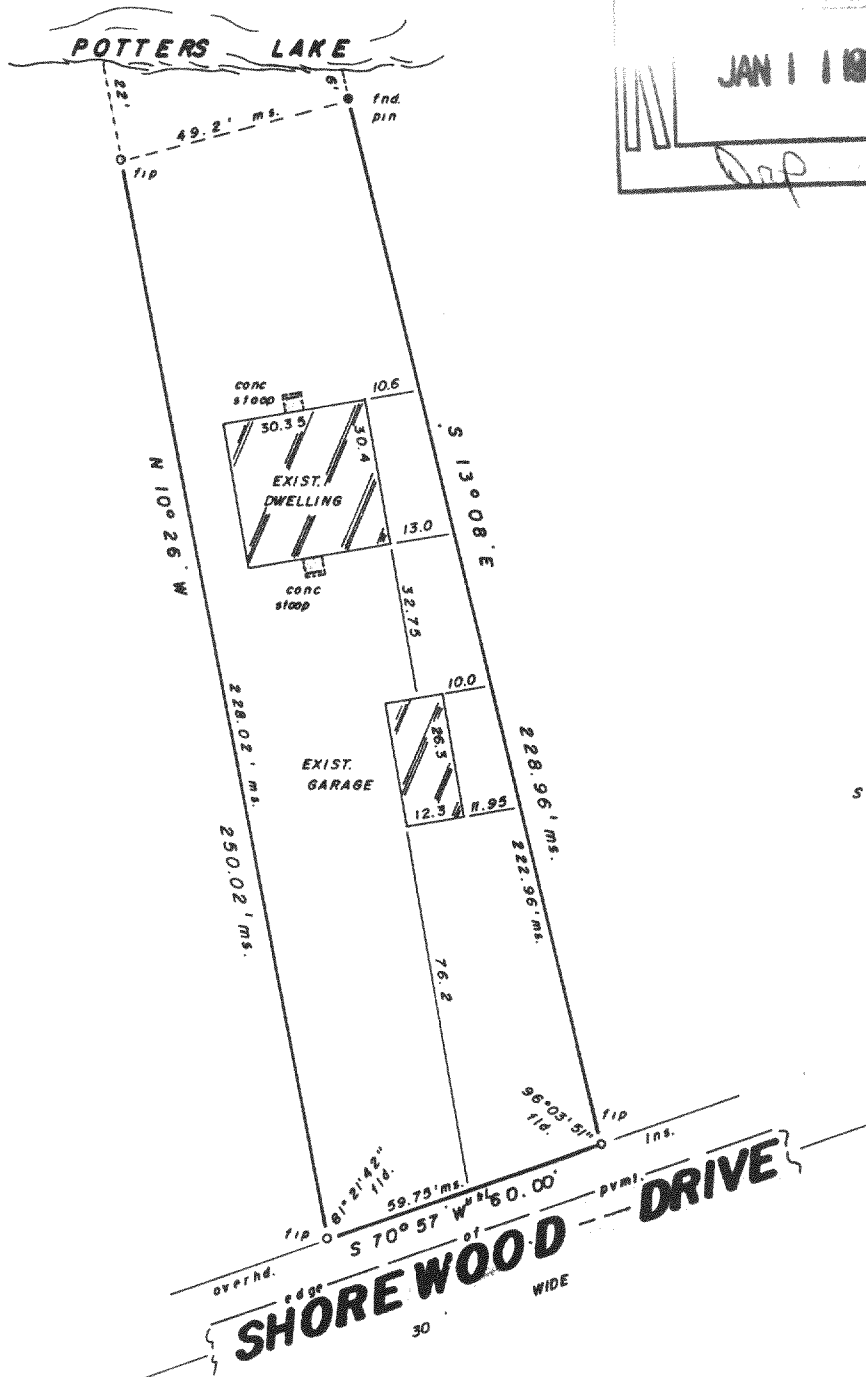 POTTERS LAKE
JAN 11 19
22'
6'
49.2' ms.
fnd.
pin
fip
conc
stoop
10.6
30.35
30.4
EXIST.
DWELLING
S 13° 08' E
N 10° 26' W
13.0
conc
stoop
32.75
10.0
228.02' ms.
26.3
228.96' ms.
EXIST.
GARAGE
12.3
11.95
S
250.02' ms.
222.96' ms.
76.2
96° 03' 51"
fld.
fip
lns.
81° 21' 42"
fld.
59.75' ms.
fip
S 70° 57' W 60.00'
overhd.
edge of pvmt.
SHOREWOOD DRIVE
30 WIDE